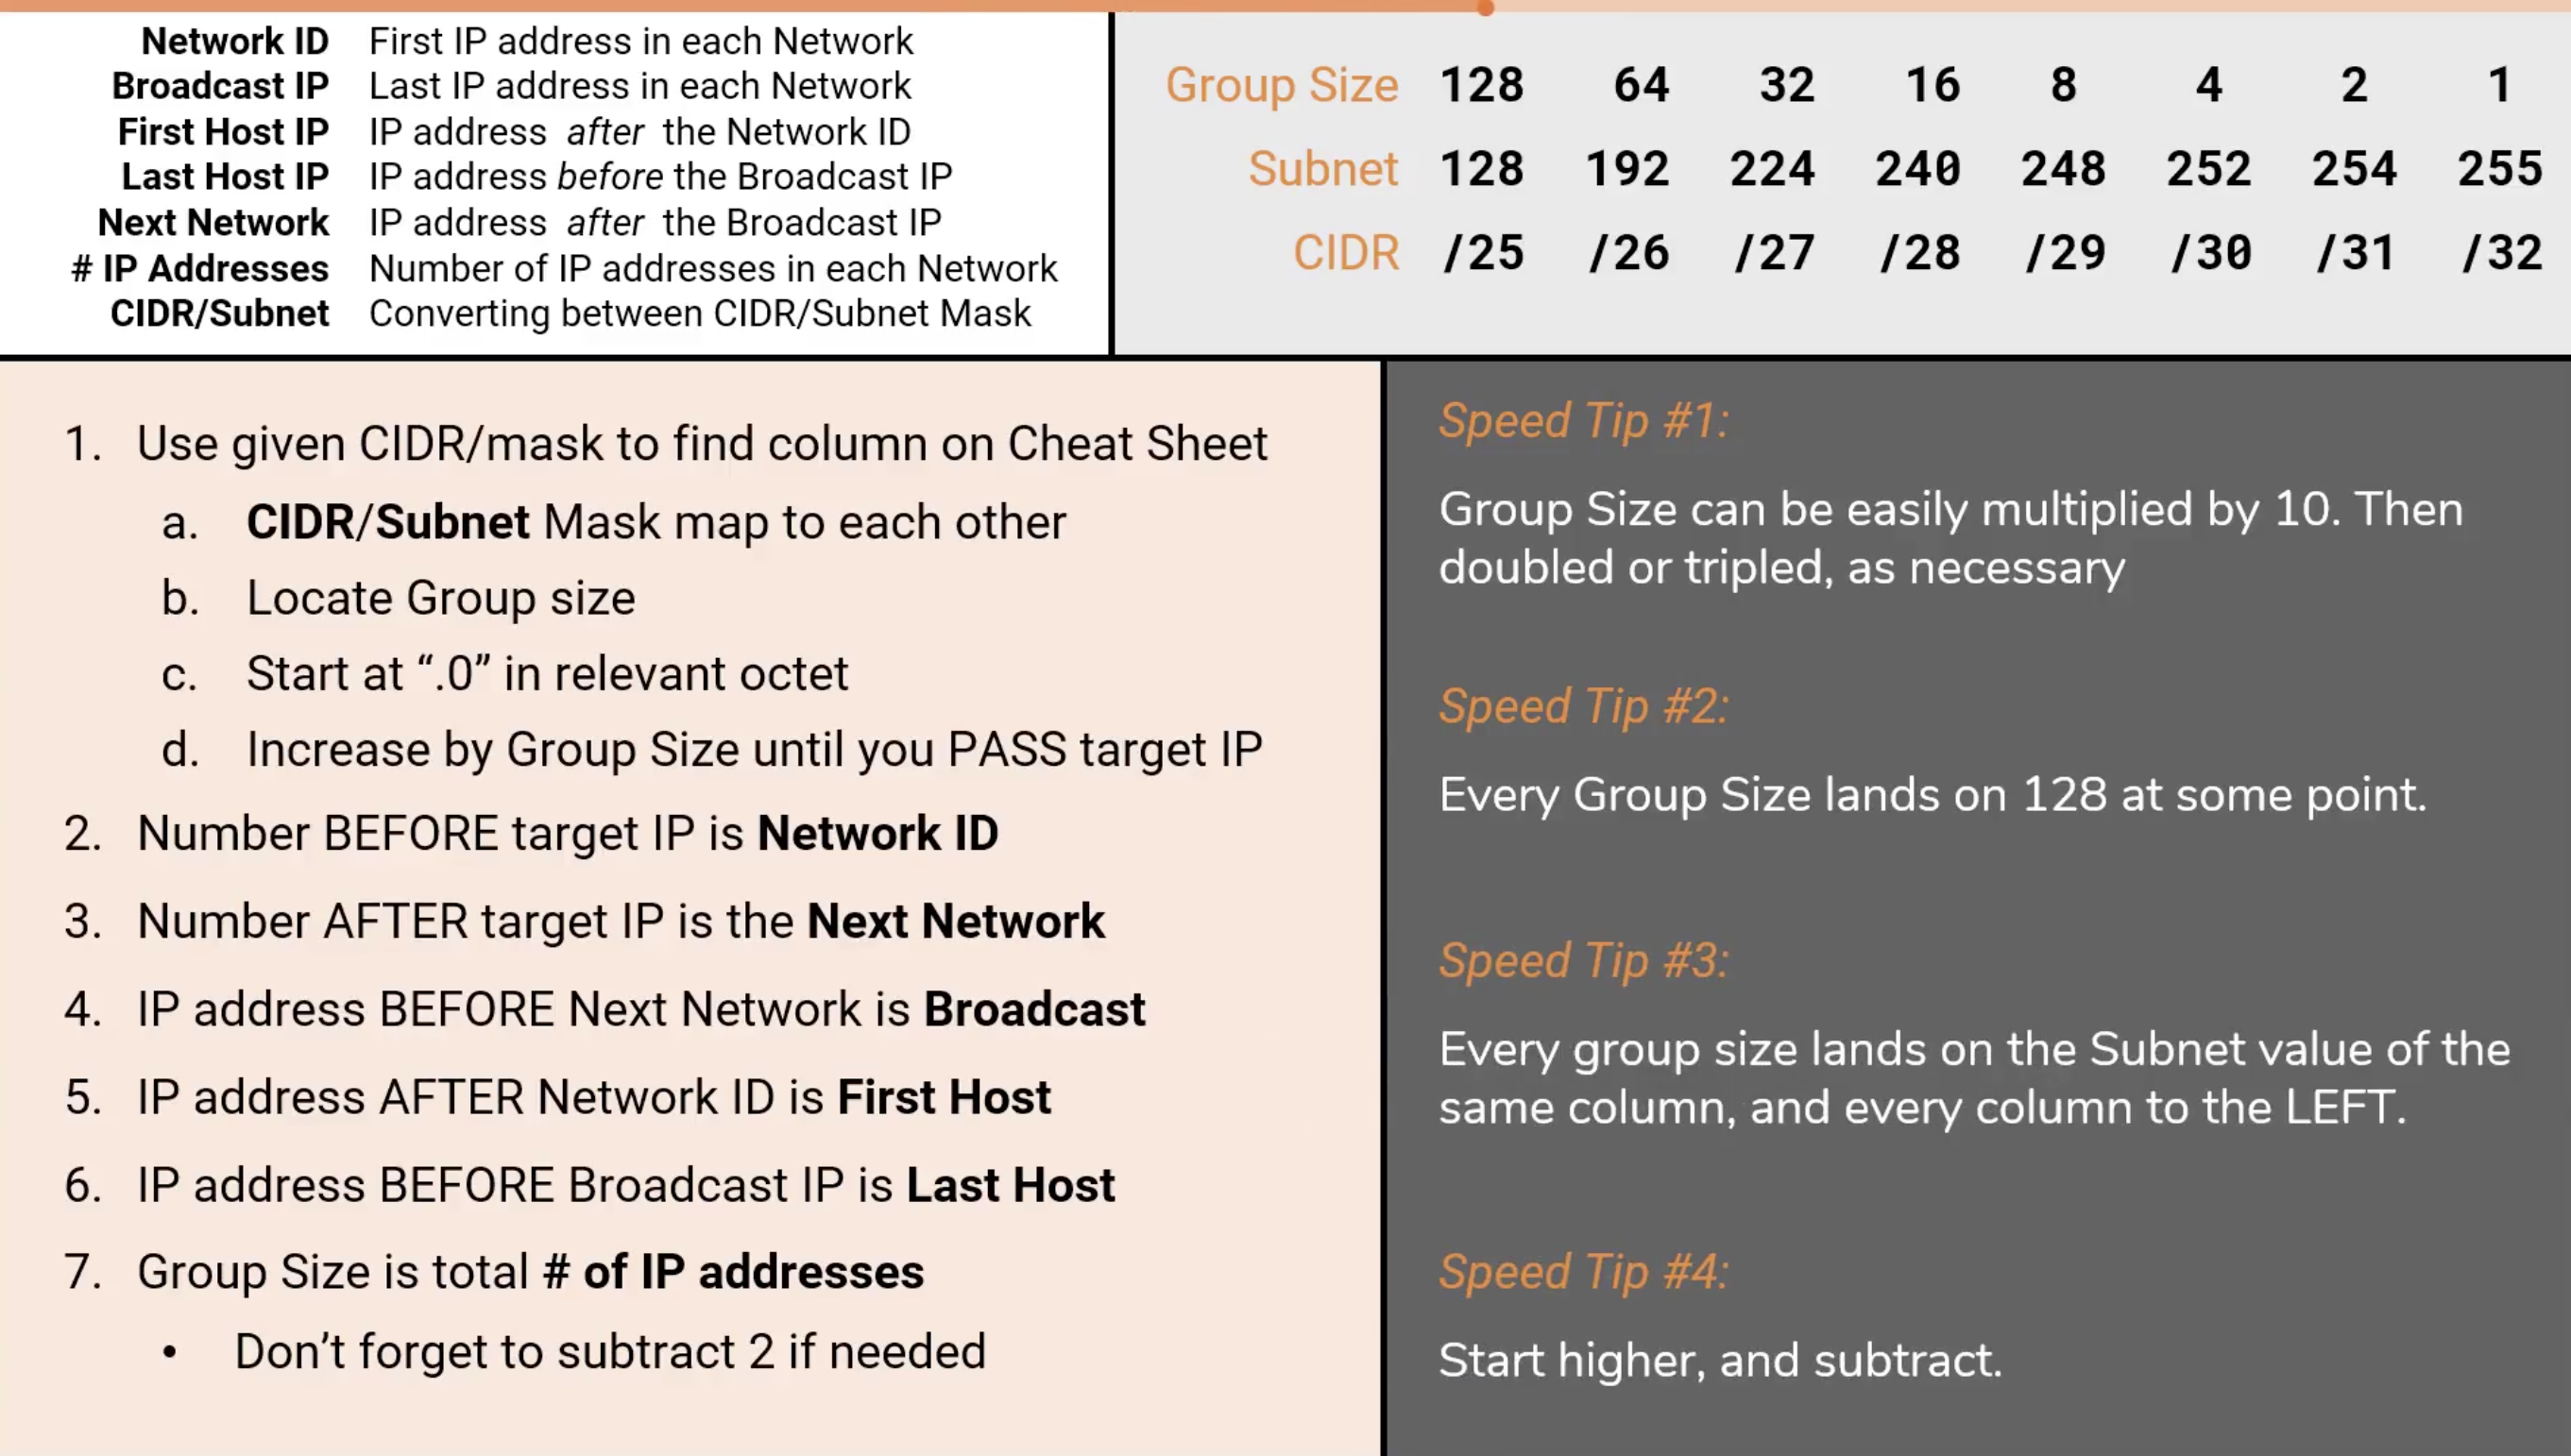 Network ID First IP address in each Network
Broadcast IP Last IP address in each Network
First Host IP IP address after the Network ID
Last Host IP IP address before the Broadcast IP
Next Network IP address after the Broadcast IP
# IP Addresses Number of IP addresses in each Network
CIDR/Subnet Converting between CIDR/Subnet Mask
Group Size 128 64 32 16 8 4 2 1
Subnet 128 192 224 240 248 252 254 255
CIDR /25 /26 /27 /28 /29 /30 /31 /32
1. Use given CIDR/mask to find column on Cheat Sheet
a. CIDR/Subnet Mask map to each other
b. Locate Group size
c. Start at “.0” in relevant octet
d. Increase by Group Size until you PASS target IP
2. Number BEFORE target IP is Network ID
3. Number AFTER target IP is the Next Network
4. IP address BEFORE Next Network is Broadcast
5. IP address AFTER Network ID is First Host
6. IP address BEFORE Broadcast IP is Last Host
7. Group Size is total # of IP addresses
• Don’t forget to subtract 2 if needed
Speed Tip #1:
Group Size can be easily multiplied by 10. Then
doubled or tripled, as necessary
Speed Tip #2:
Every Group Size lands on 128 at some point.
Speed Tip #3:
Every group size lands on the Subnet value of the
same column, and every column to the LEFT.
Speed Tip #4:
Start higher, and subtract.